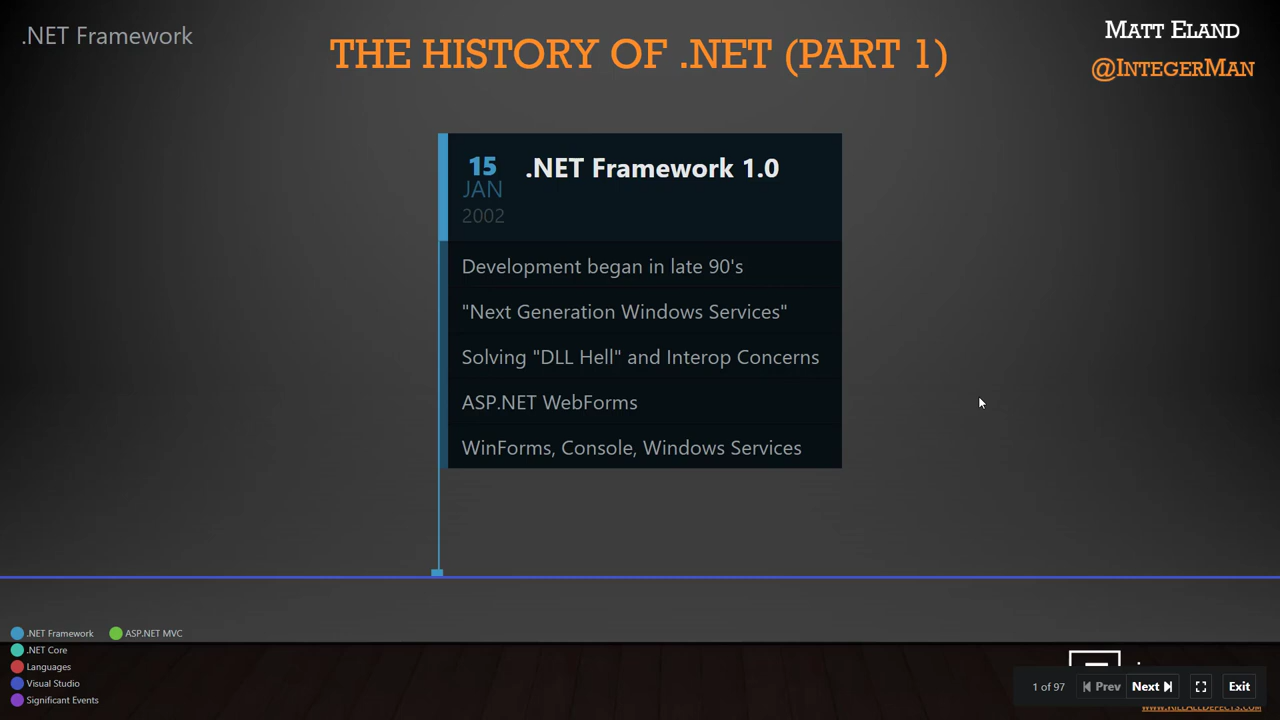 .NET Framework
THE HISTORY OF .NET (PART 1)
MATT ELAND
@INTEGERMAN
15
JAN
2002
.NET Framework 1.0
Development began in late 90's
"Next Generation Windows Services"
Solving "DLL Hell" and Interop Concerns
ASP.NET WebForms
WinForms, Console, Windows Services
.NET Framework
ASP.NET MVC
.NET Core
Languages
Visual Studio
Significant Events
1 of 97
Prev
Next
Exit
WWW.KILLALLDEFECTS.COM